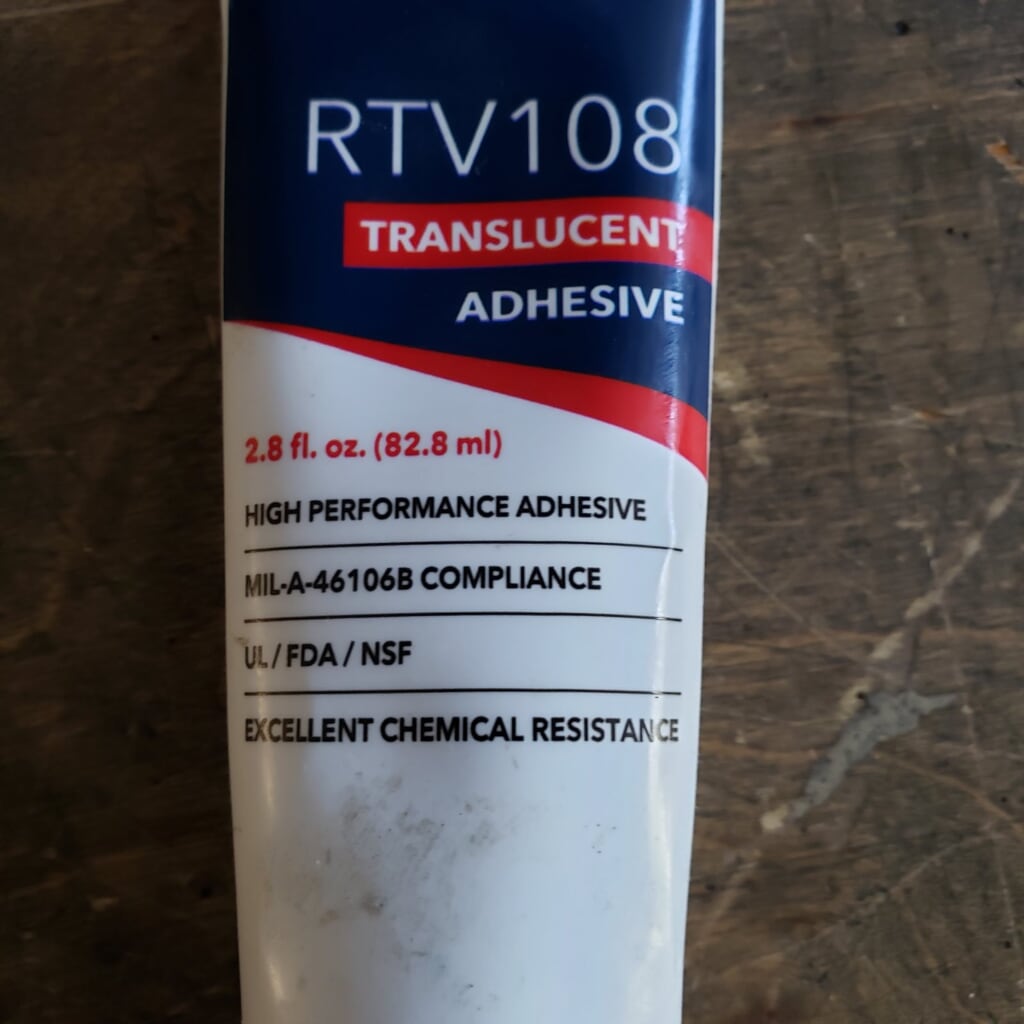 RTV108
TRANSLUCENT
ADHESIVE
2.8 fl. oz. (82.8 ml)
HIGH PERFORMANCE ADHESIVE
MIL-A-46106B COMPLIANCE
UL / FDA / NSF
EXCELLENT CHEMICAL RESISTANCE